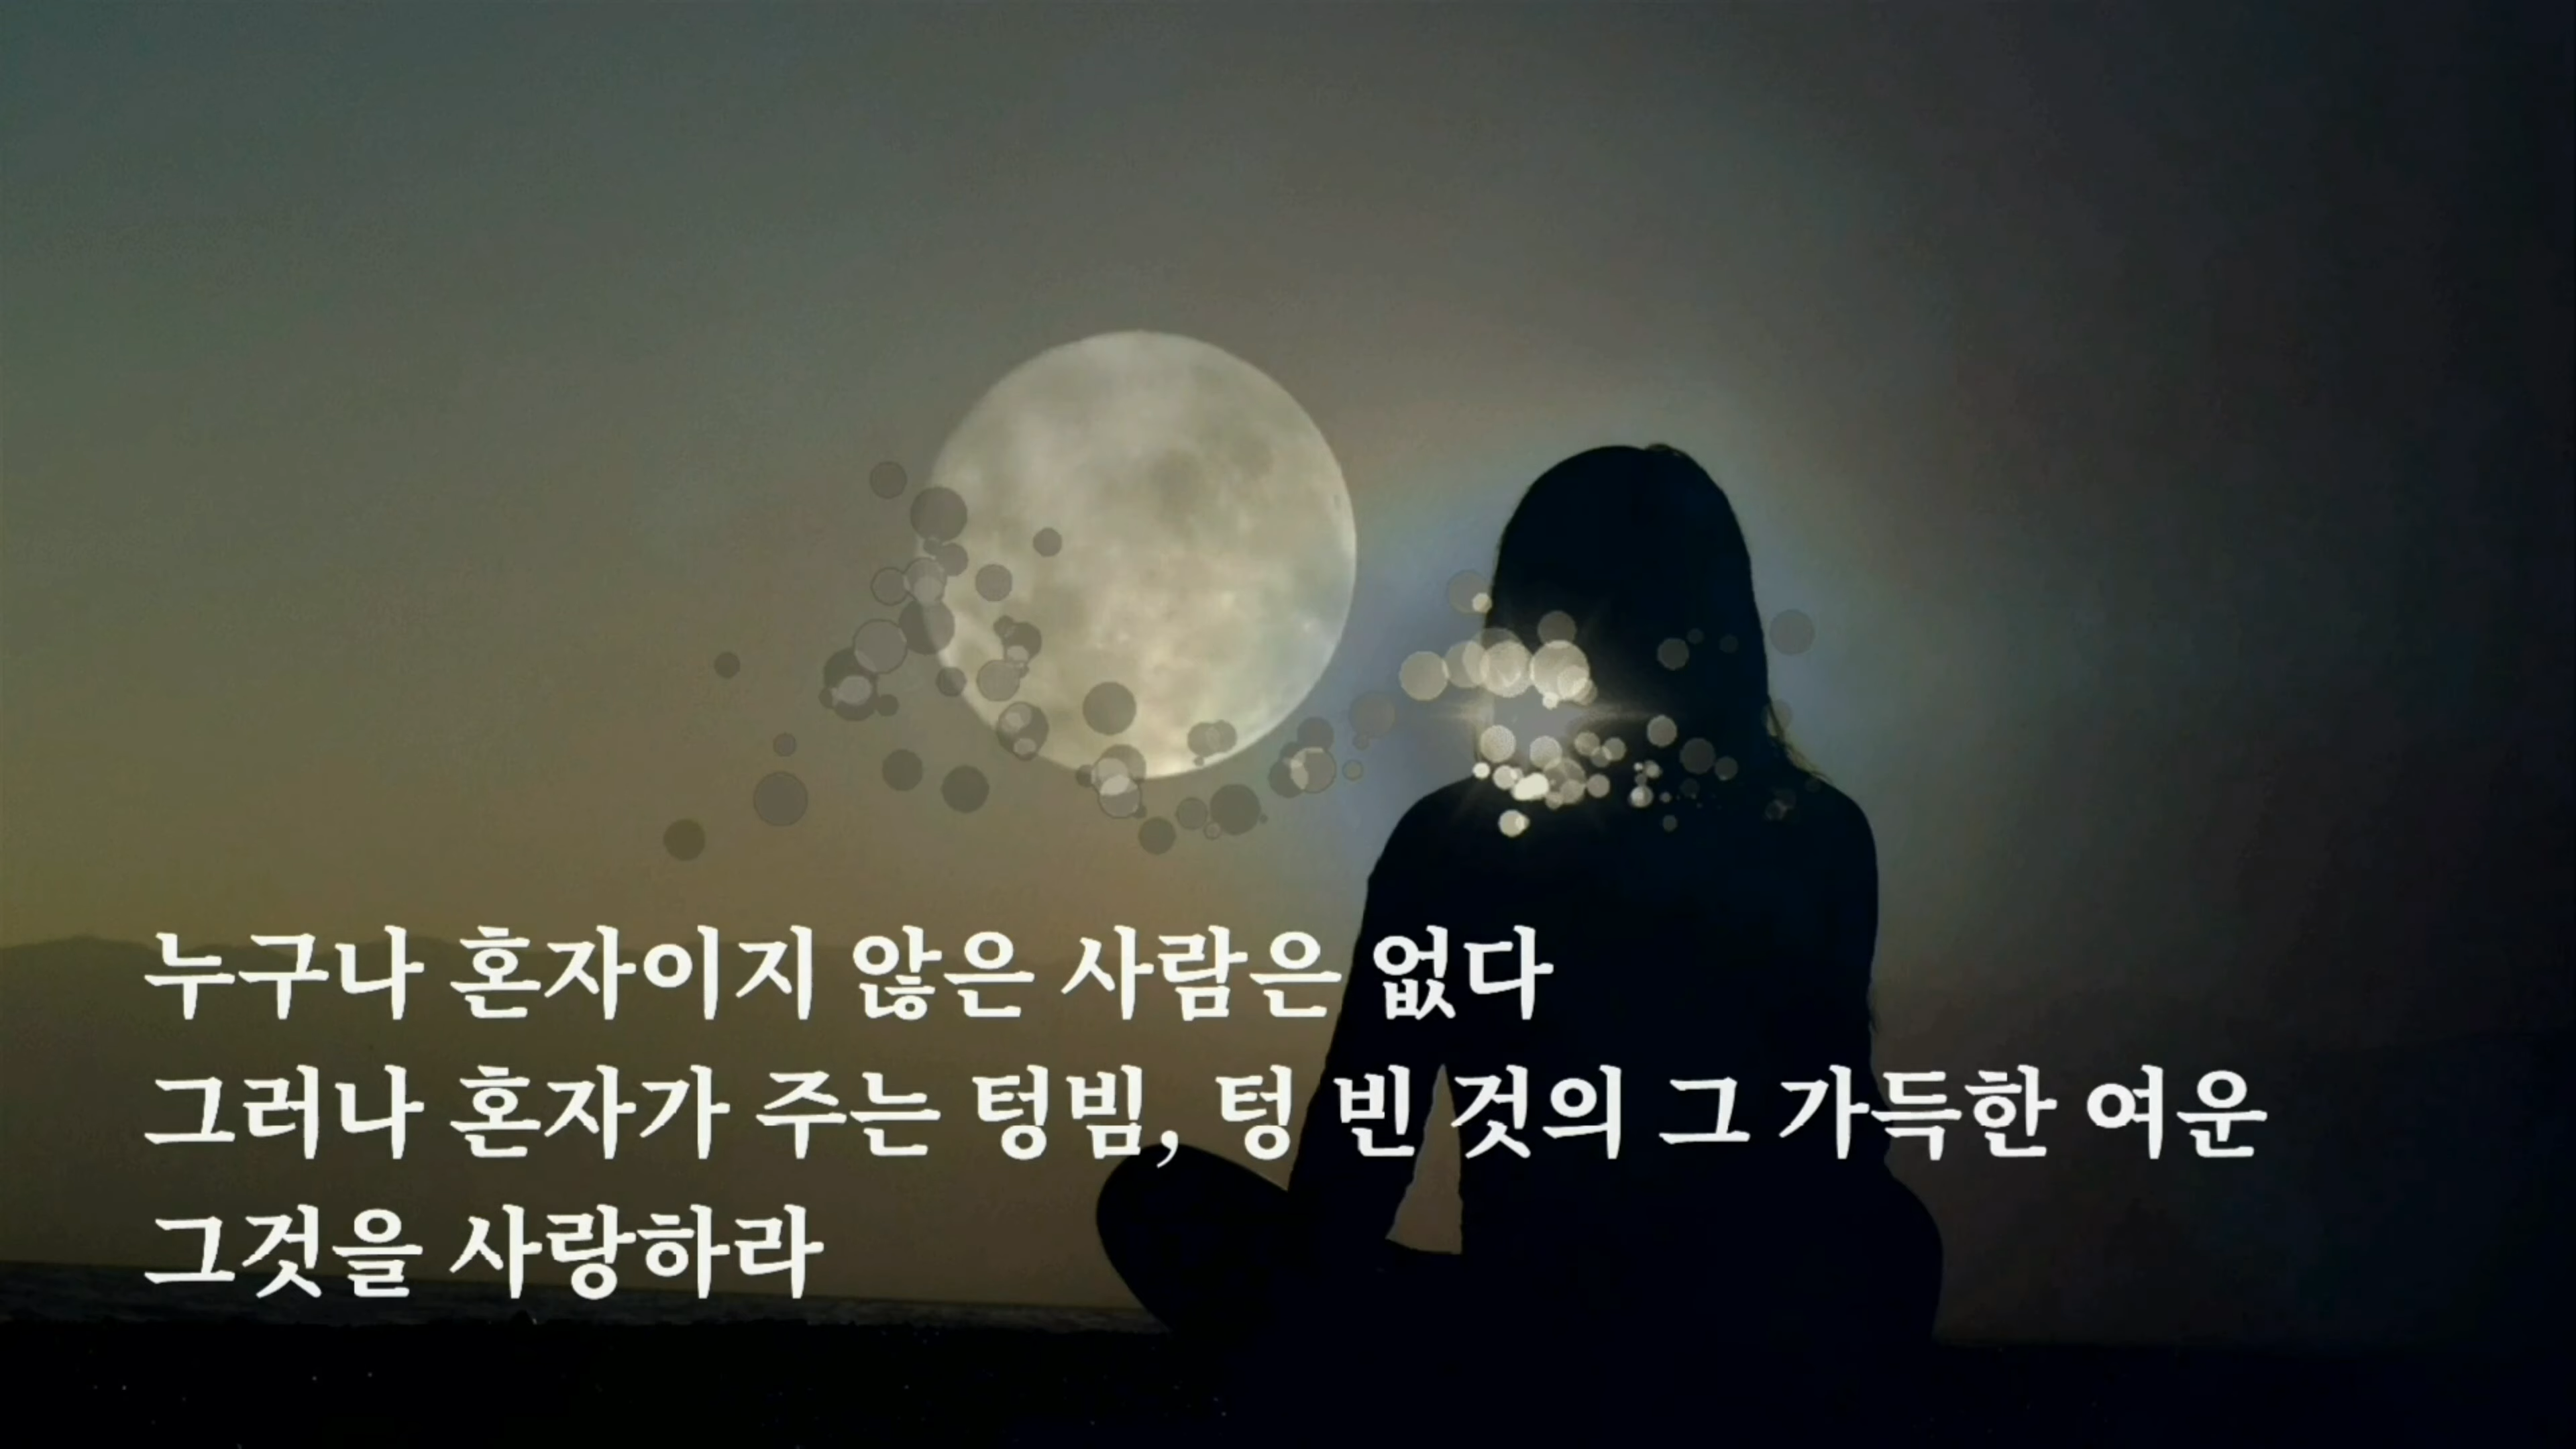 누구나 혼자이지 않은 사람은 없다
그러나 혼자가 주는 텅빔, 텅 빈 것의 그 가득한 여운
그것을 사랑하라